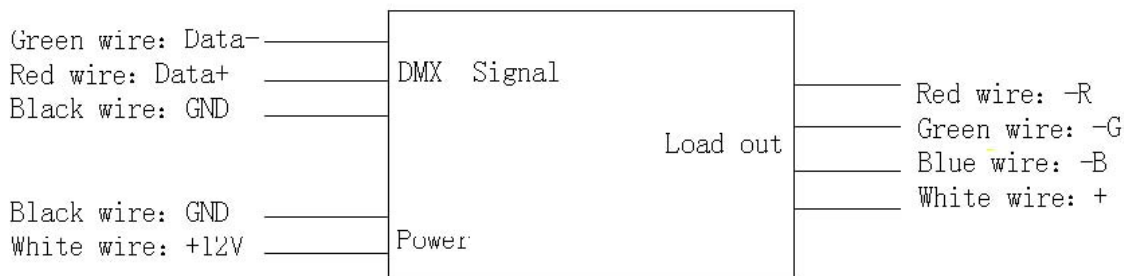 Green wire: Data-
Red wire: Data+
Black wire: GND
DMX Signal
Black wire: GND
White wire: +12V
Power
Load out
Red wire: -R
Green wire: -G
Blue wire: -B
White wire: +